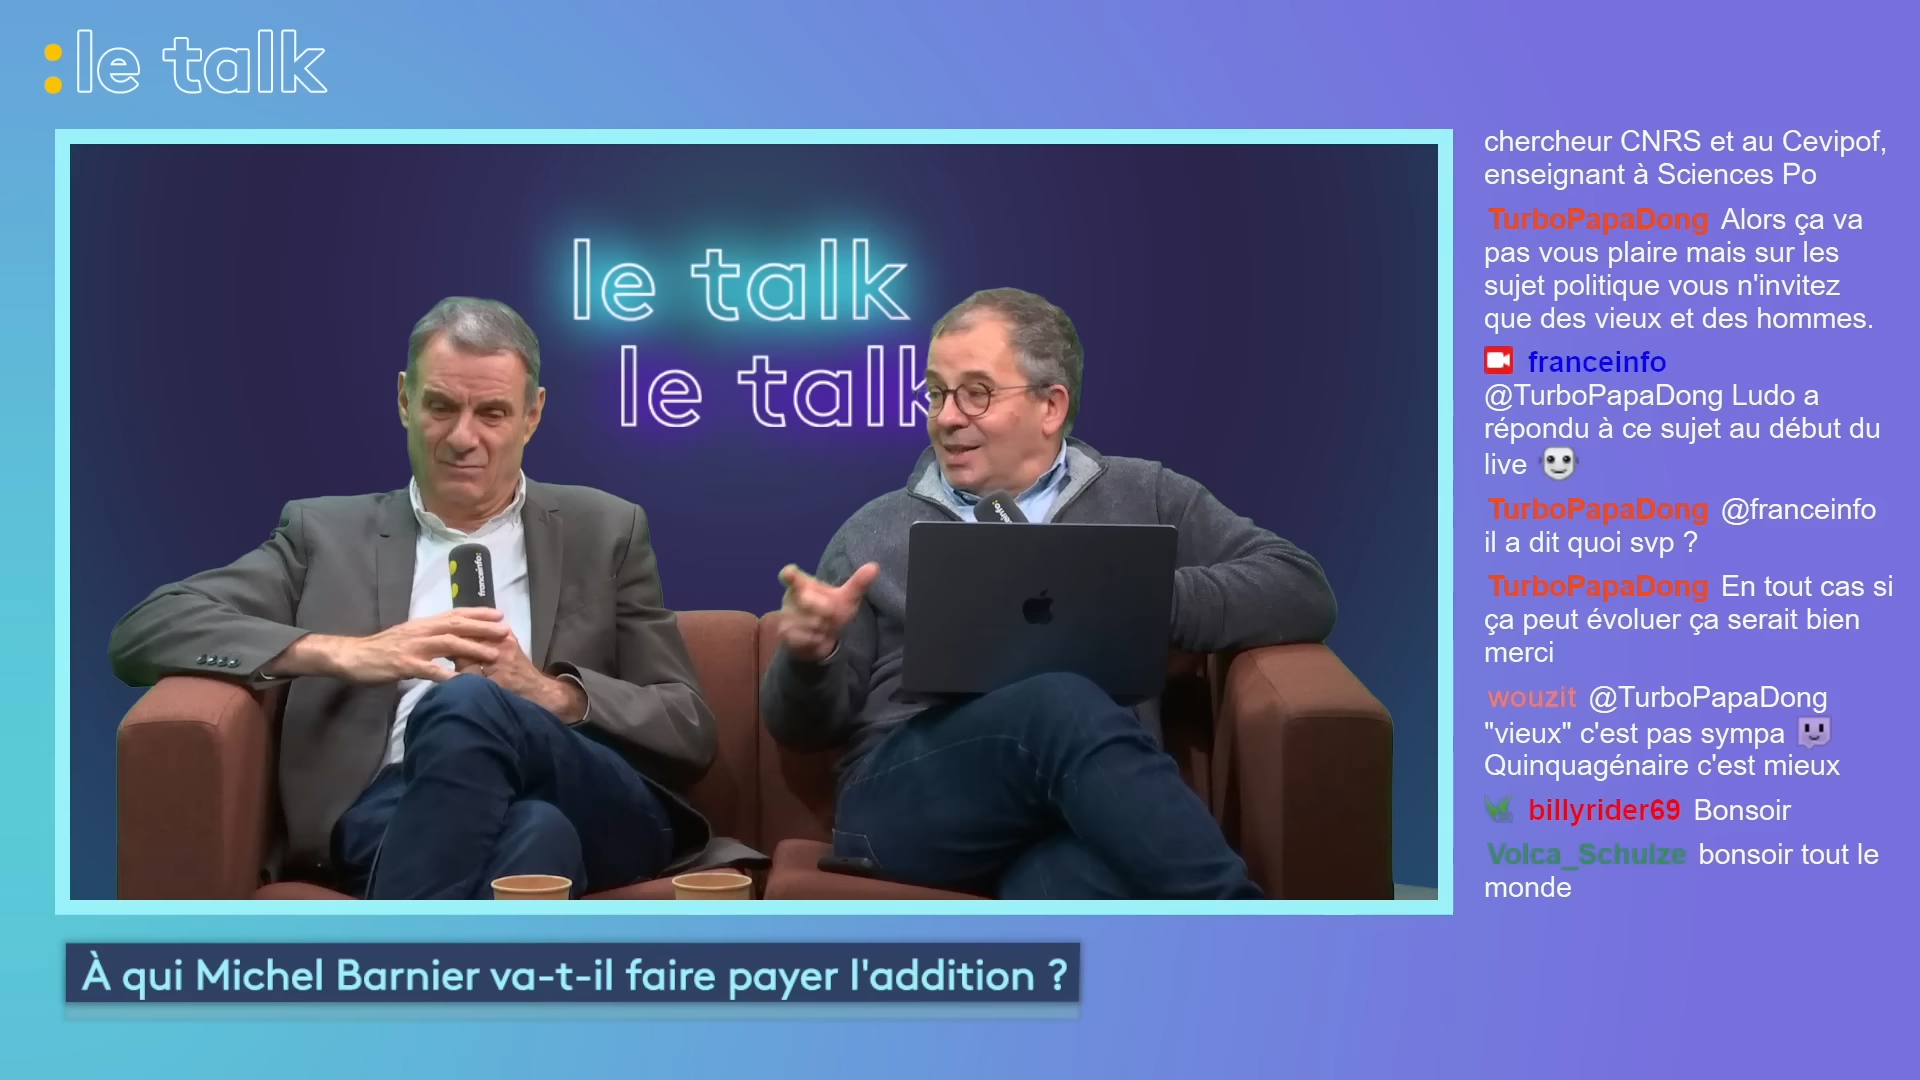 :le talk
le talk
le talk
franceinfo:
chercheur CNRS et au Cevipof,
enseignant à Sciences Po
TurboPapaDong Alors ça va
pas vous plaire mais sur les
sujet politique vous n'invitez
que des vieux et des hommes.
franceinfo
@TurboPapaDong Ludo a
répondu à ce sujet au début du
live
TurboPapaDong @franceinfo
il a dit quoi svp ?
TurboPapaDong En tout cas si
ça peut évoluer ça serait bien
merci
wouzit @TurboPapaDong
"vieux" c'est pas sympa
Quinquagénaire c'est mieux
billyrider69 Bonsoir
Volca_Schulze bonsoir tout le
monde
À qui Michel Barnier va-t-il faire payer l'addition ?